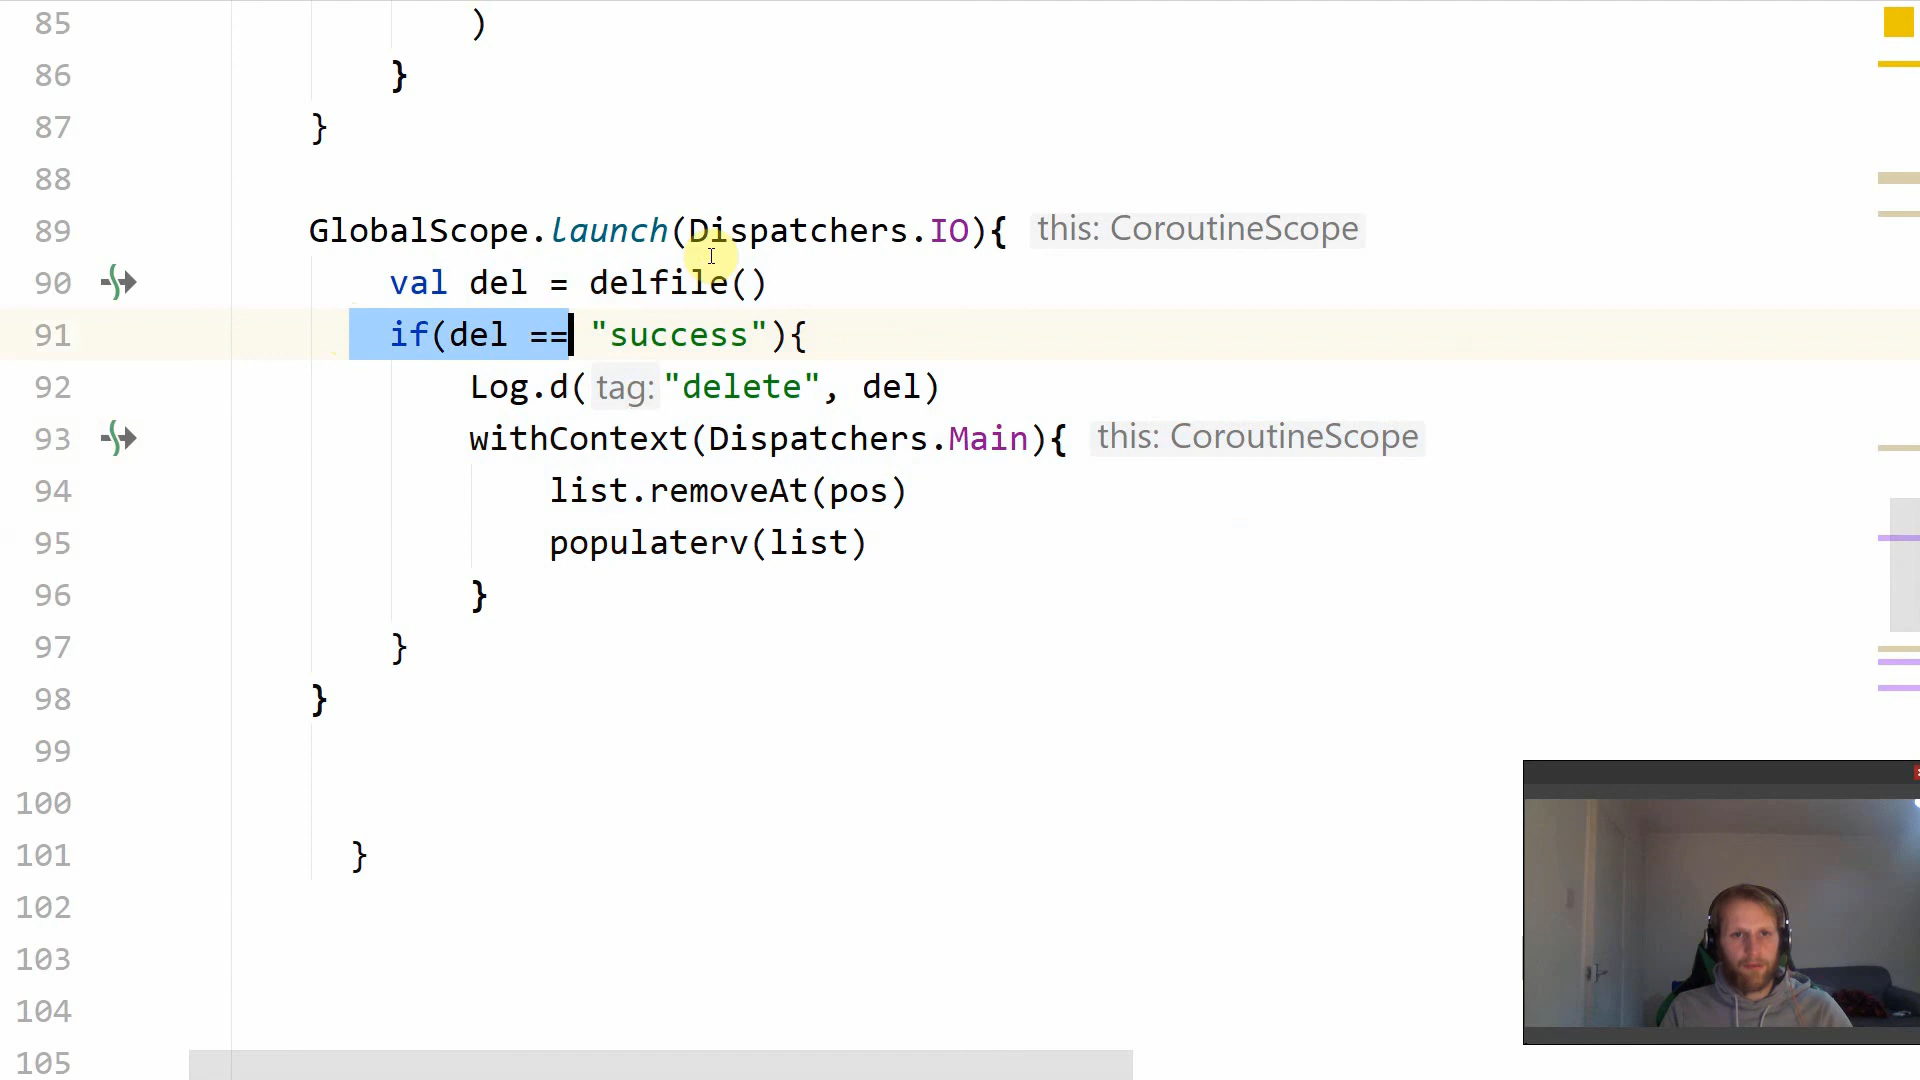 85 )
86 }
87 }
88
89 GlobalScope.launch(Dispatchers.IO){ this: CoroutineScope
90 val del = delfile()
91 if(del == "success"){
92 Log.d( tag: "delete", del)
93 withContext(Dispatchers.Main){ this: CoroutineScope
94 list.removeAt(pos)
95 populaterv(list)
96 }
97 }
98 }
99
100
101 }
102
103
104
105